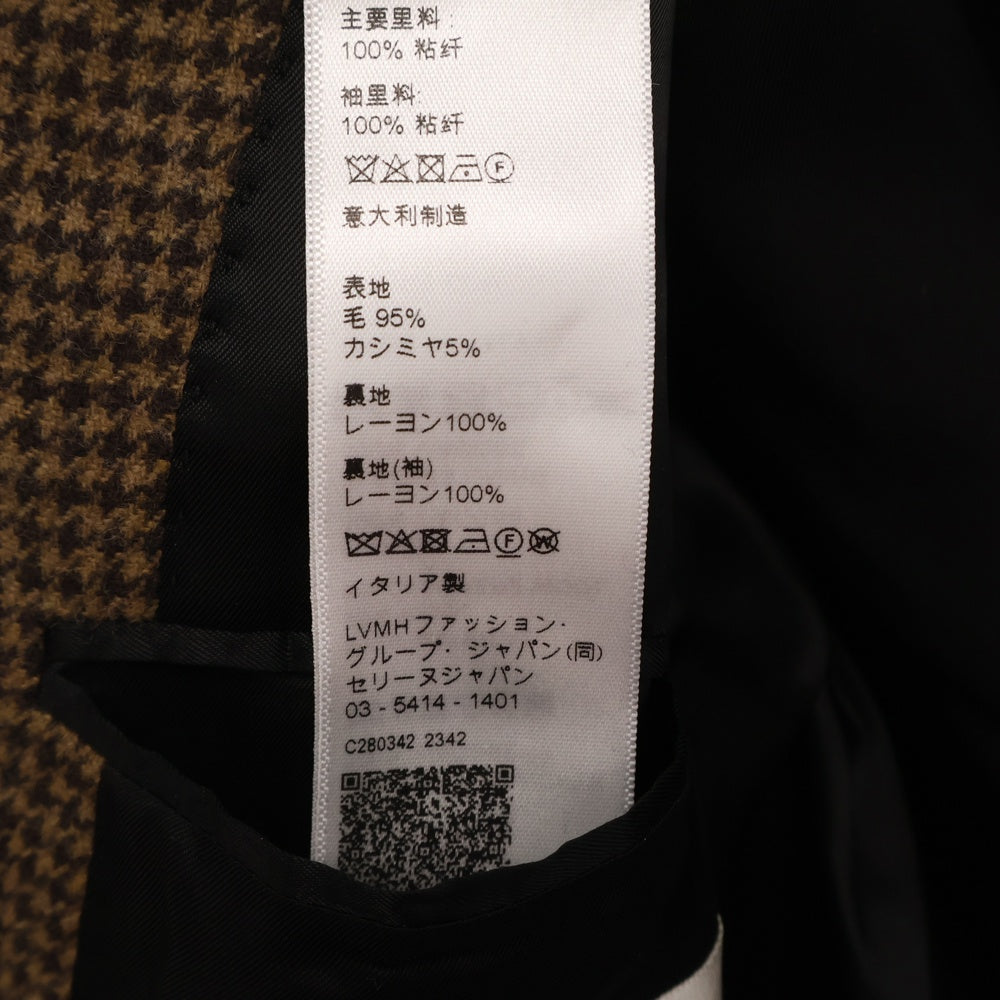 主要里料:
100% 粘纤
袖里料:
100% 粘纤
F
意大利制造
表地
毛 95%
カシミヤ5%
裏地
レーヨン100%
裏地(袖)
レーヨン100%
F W
イタリア製
LVMHファッション・
グループ・ジャパン(同)
セリーヌジャパン
03 - 5414 - 1401
C280342 2342